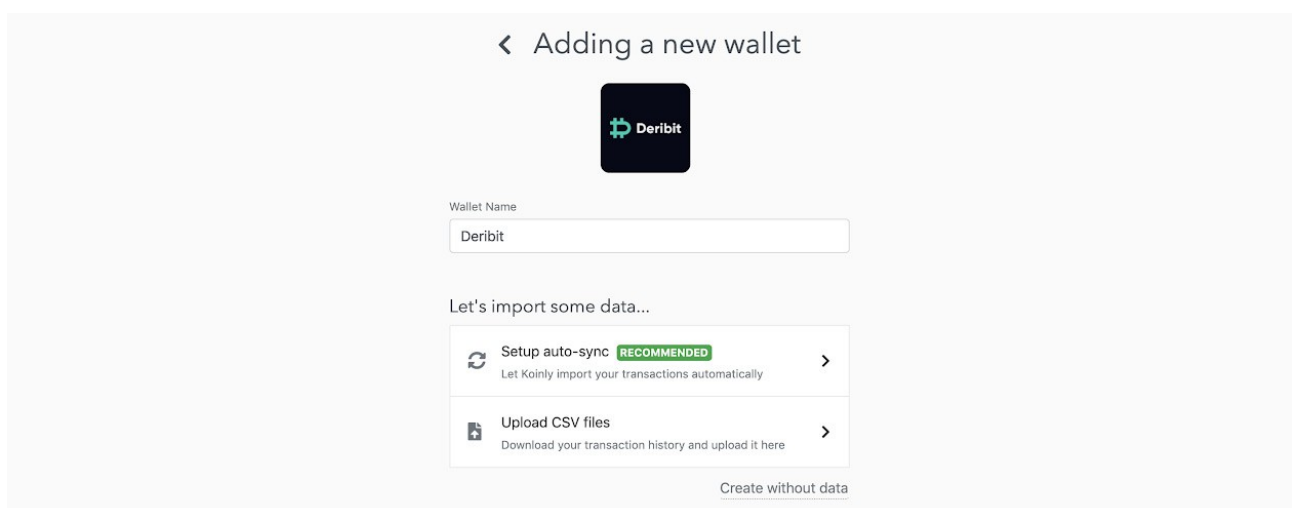 Adding a new wallet
Deribit
Wallet Name
Deribit
Let's import some data...
Setup auto-sync RECOMMENDED
Let Koinly import your transactions automatically
Upload CSV files
Download your transaction history and upload it here
Create without data